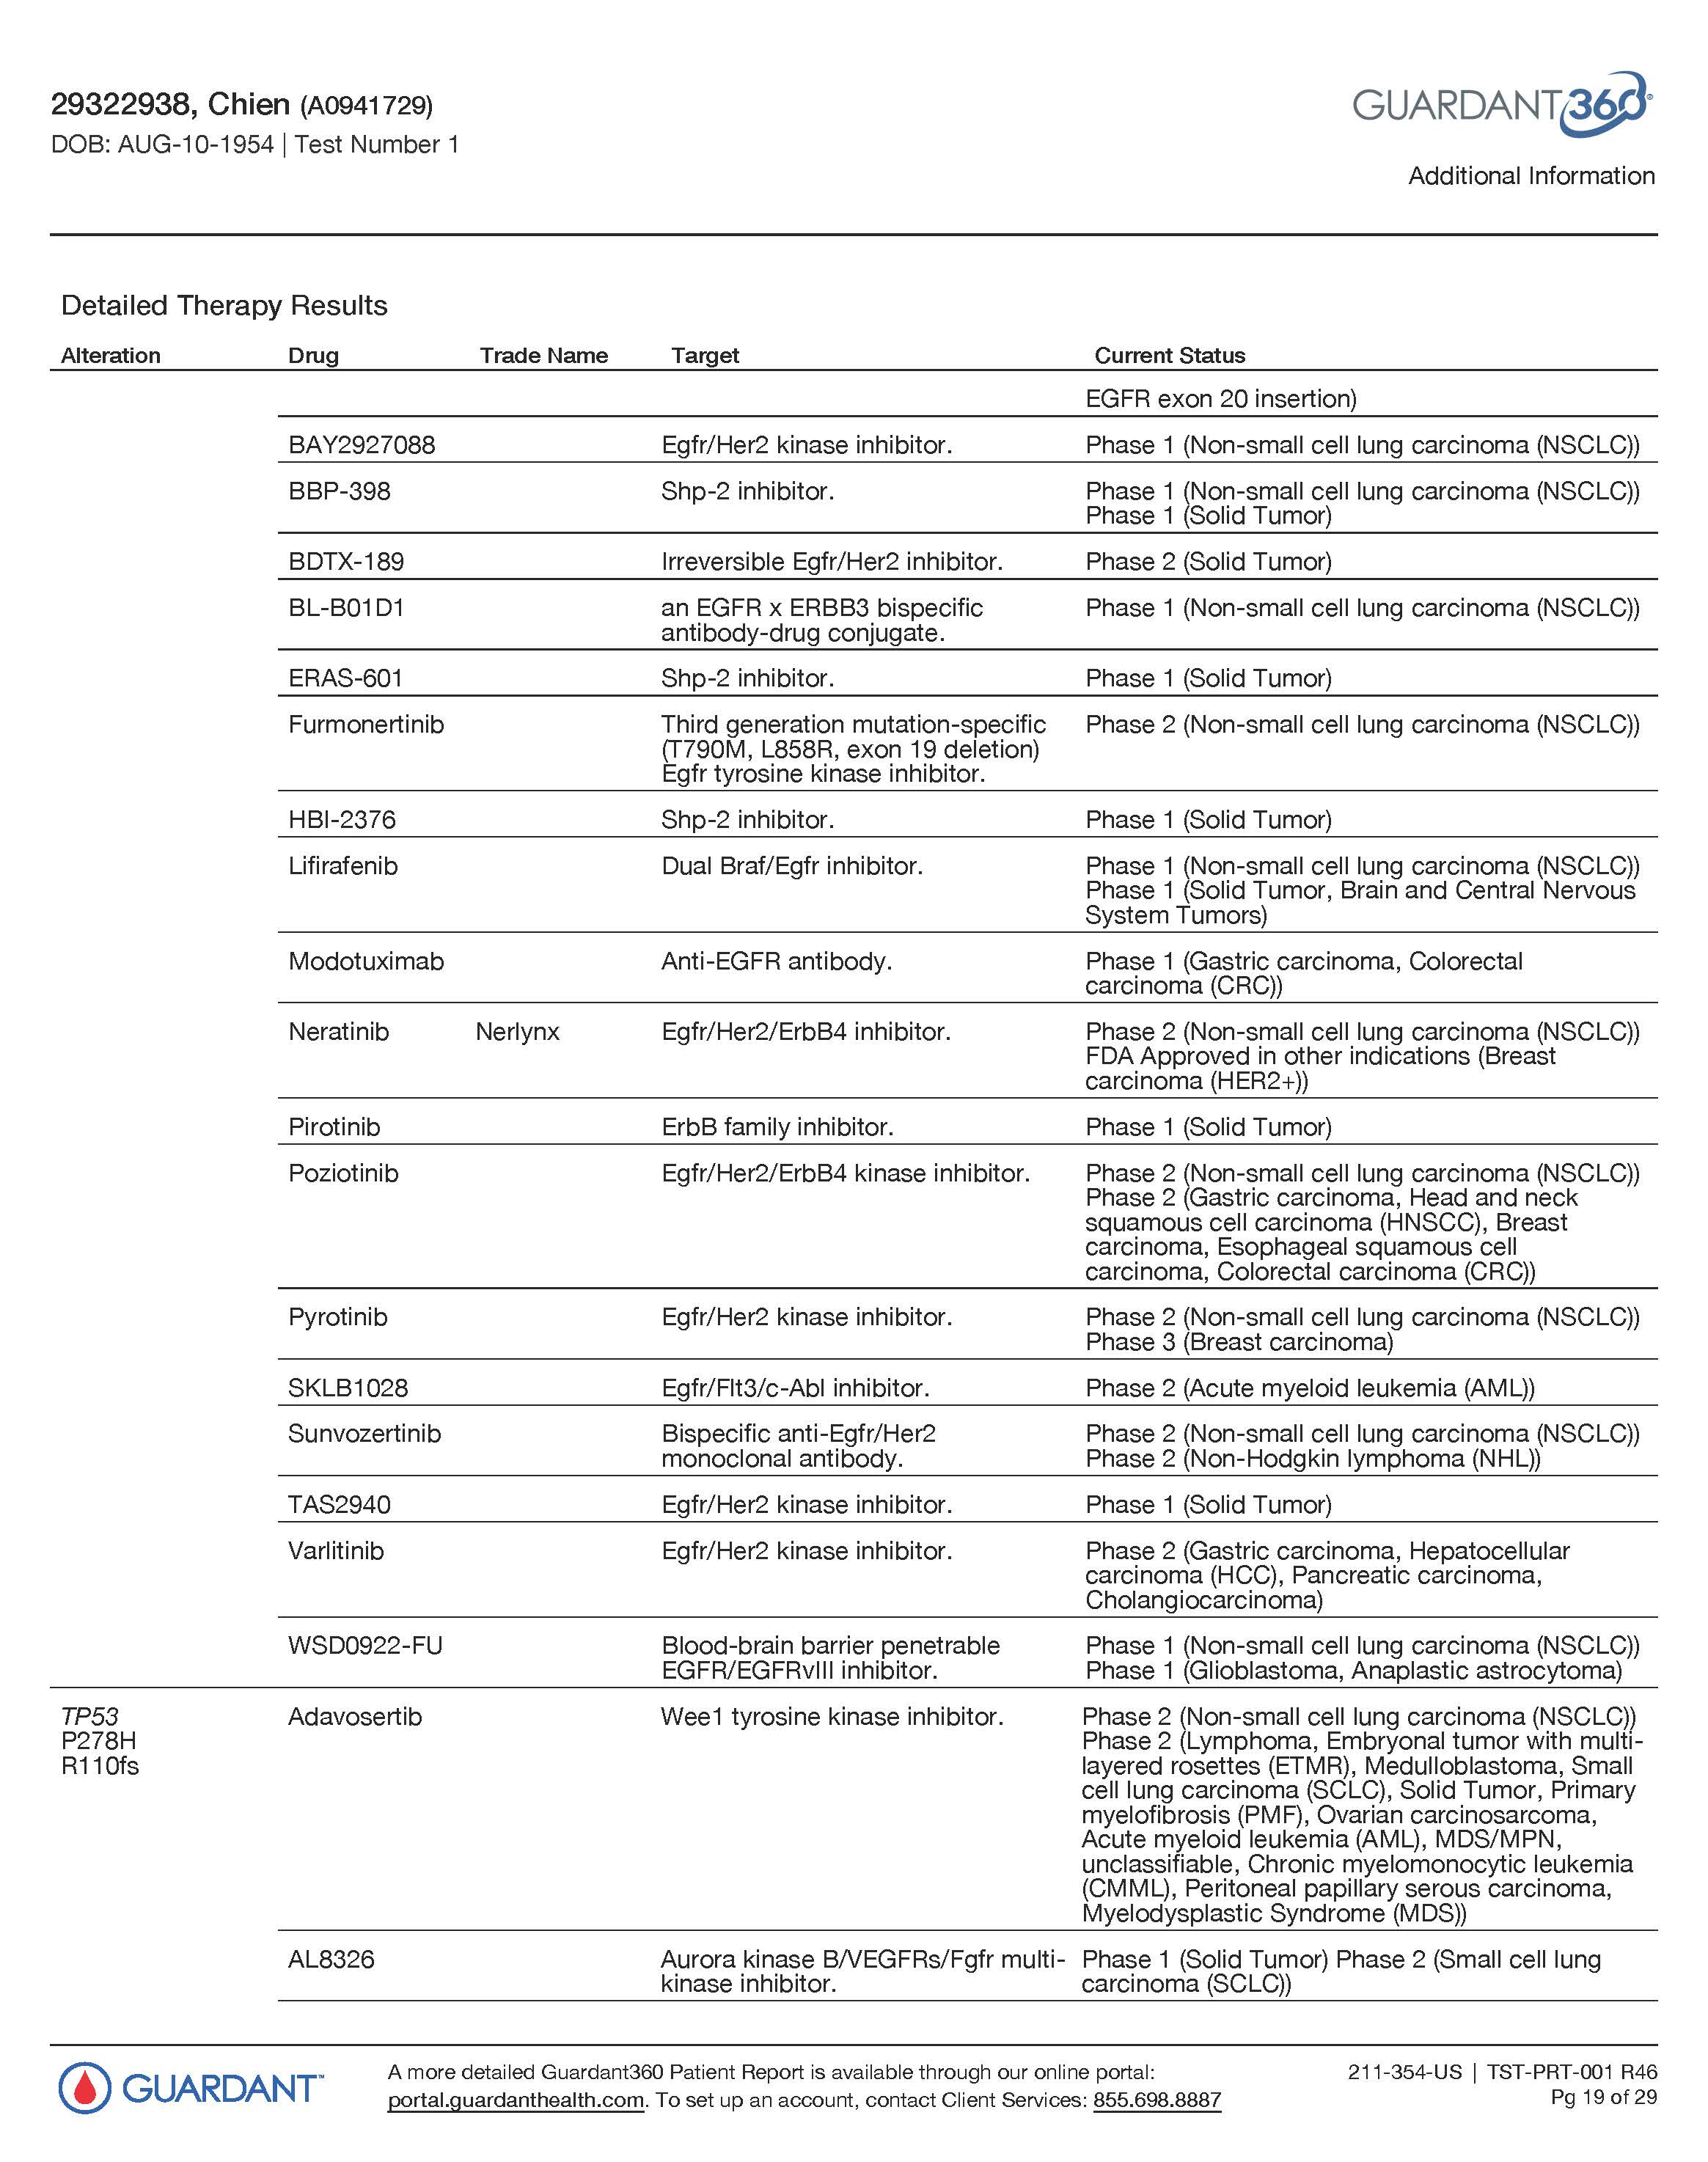 29322938, Chien (A0941729)
DOB: AUG-10-1954 | Test Number 1
GUARDANT360®
Additional Information
Detailed Therapy Results
Alteration Drug Trade Name Target Current Status
EGFR exon 20 insertion)
BAY2927088 Egfr/Her2 kinase inhibitor. Phase 1 (Non-small cell lung carcinoma (NSCLC))
BBP-398 Shp-2 inhibitor. Phase 1 (Non-small cell lung carcinoma (NSCLC))
Phase 1 (Solid Tumor)
BDTX-189 Irreversible Egfr/Her2 inhibitor. Phase 2 (Solid Tumor)
BL-B01D1 an EGFR x ERBB3 bispecific Phase 1 (Non-small cell lung carcinoma (NSCLC))
antibody-drug conjugate.
ERAS-601 Shp-2 inhibitor. Phase 1 (Solid Tumor)
Furmonertinib Third generation mutation-specific Phase 2 (Non-small cell lung carcinoma (NSCLC))
(T790M, L858R, exon 19 deletion)
Egfr tyrosine kinase inhibitor.
HBI-2376 Shp-2 inhibitor. Phase 1 (Solid Tumor)
Lifirafenib Dual Braf/Egfr inhibitor. Phase 1 (Non-small cell lung carcinoma (NSCLC))
Phase 1 (Solid Tumor, Brain and Central Nervous
System Tumors)
Modotuximab Anti-EGFR antibody. Phase 1 (Gastric carcinoma, Colorectal
carcinoma (CRC))
Neratinib Nerlynx Egfr/Her2/ErbB4 inhibitor. Phase 2 (Non-small cell lung carcinoma (NSCLC))
FDA Approved in other indications (Breast
carcinoma (HER2+))
Pirotinib ErbB family inhibitor. Phase 1 (Solid Tumor)
Poziotinib Egfr/Her2/ErbB4 kinase inhibitor. Phase 2 (Non-small cell lung carcinoma (NSCLC))
Phase 2 (Gastric carcinoma, Head and neck
squamous cell carcinoma (HNSCC), Breast
carcinoma, Esophageal squamous cell
carcinoma, Colorectal carcinoma (CRC))
Pyrotinib Egfr/Her2 kinase inhibitor. Phase 2 (Non-small cell lung carcinoma (NSCLC))
Phase 3 (Breast carcinoma)
SKLB1028 Egfr/Flt3/c-Abl inhibitor. Phase 2 (Acute myeloid leukemia (AML))
Sunvozertinib Bispecific anti-Egfr/Her2 Phase 2 (Non-small cell lung carcinoma (NSCLC))
monoclonal antibody. Phase 2 (Non-Hodgkin lymphoma (NHL))
TAS2940 Egfr/Her2 kinase inhibitor. Phase 1 (Solid Tumor)
Varlitinib Egfr/Her2 kinase inhibitor. Phase 2 (Gastric carcinoma, Hepatocellular
carcinoma (HCC), Pancreatic carcinoma,
Cholangiocarcinoma)
WSD0922-FU Blood-brain barrier penetrable Phase 1 (Non-small cell lung carcinoma (NSCLC))
EGFR/EGFRvIII inhibitor. Phase 1 (Glioblastoma, Anaplastic astrocytoma)
TP53 Adavosertib Wee1 tyrosine kinase inhibitor. Phase 2 (Non-small cell lung carcinoma (NSCLC))
P278H Phase 2 (Lymphoma, Embryonal tumor with multi-
R110fs layered rosettes (ETMR), Medulloblastoma, Small
cell lung carcinoma (SCLC), Solid Tumor, Primary
myelofibrosis (PMF), Ovarian carcinosarcoma,
Acute myeloid leukemia (AML), MDS/MPN,
unclassifiable, Chronic myelomonocytic leukemia
(CMML), Peritoneal papillary serous carcinoma,
Myelodysplastic Syndrome (MDS))
AL8326 Aurora kinase B/VEGFRs/Fgfr multi- Phase 1 (Solid Tumor) Phase 2 (Small cell lung
kinase inhibitor. carcinoma (SCLC))
GUARDANT™
A more detailed Guardant360 Patient Report is available through our online portal:
portal.guardanthealth.com. To set up an account, contact Client Services: 855.698.8887
211-354-US | TST-PRT-001 R46
Pg 19 of 29